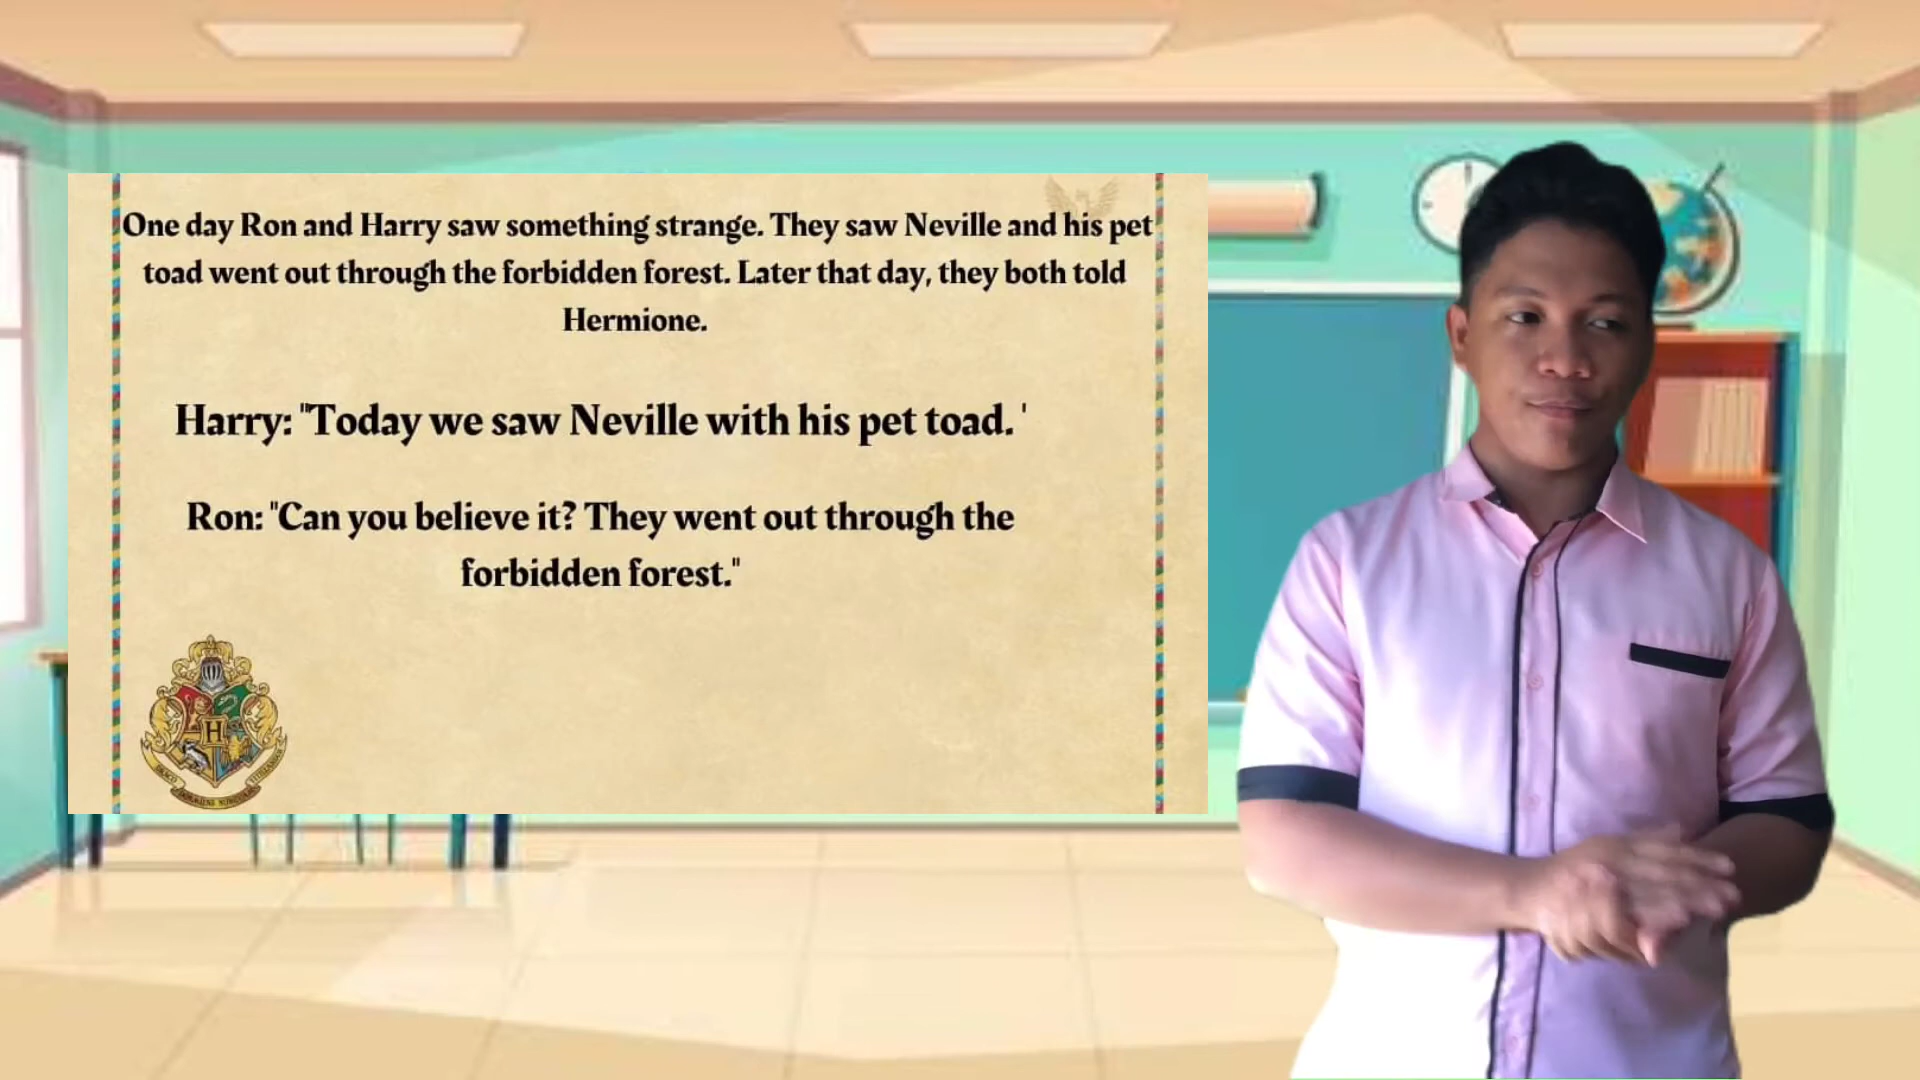 One day Ron and Harry saw something strange. They saw Neville and his pet
toad went out through the forbidden forest. Later that day, they both told
Hermione.
Harry: "Today we saw Neville with his pet toad. '
Ron: "Can you believe it? They went out through the
forbidden forest."
H